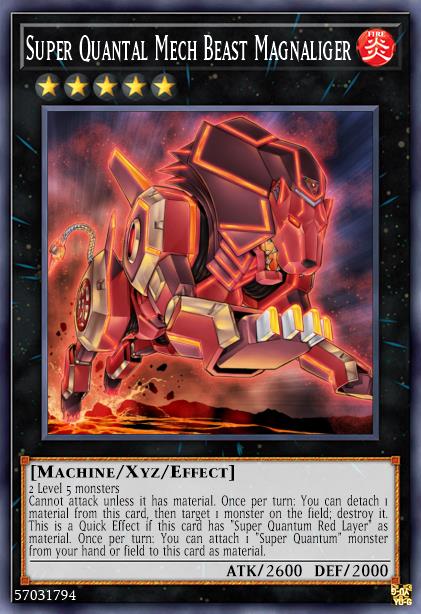 Super Quantal Mech Beast Magnaliger
FIRE
炎
[Machine/Xyz/Effect]
2 Level 5 monsters
Cannot attack unless it has material. Once per turn: You can detach 1
material from this card, then target 1 monster on the field; destroy it.
This is a Quick Effect if this card has "Super Quantum Red Layer" as
material. Once per turn: You can attach 1 "Super Quantum" monster
from your hand or field to this card as material.
ATK/2600 DEF/2000
57031794